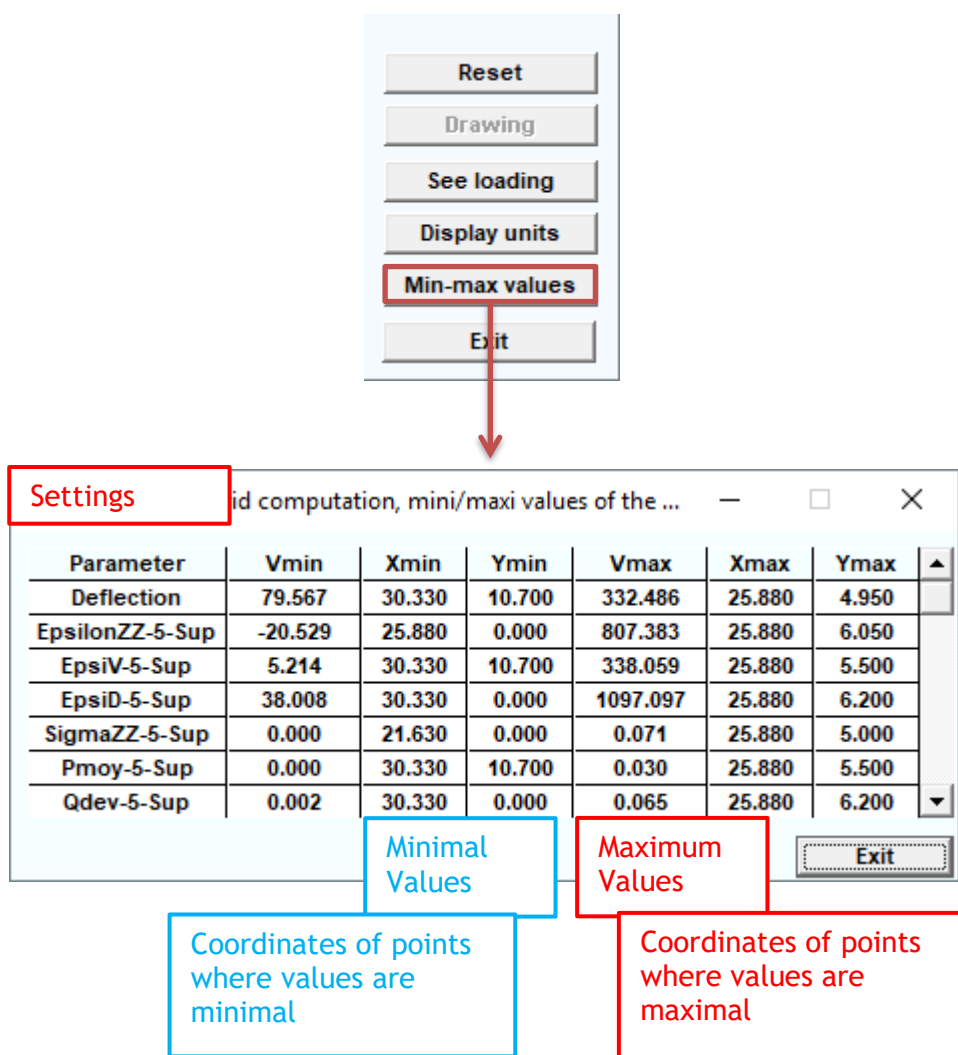 Reset
Drawing
See loading
Display units
Min-max values
Exit
Settings
id computation, mini/maxi values of the ...
Parameter Vmin Xmin Ymin Vmax Xmax Ymax
Deflection 79.567 30.330 10.700 332.486 25.880 4.950
EpsilonZZ-5-Sup -20.529 25.880 0.000 807.383 25.880 6.050
EpsiV-5-Sup 5.214 30.330 10.700 338.059 25.880 5.500
EpsiD-5-Sup 38.008 30.330 0.000 1097.097 25.880 6.200
SigmaZZ-5-Sup 0.000 21.630 0.000 0.071 25.880 5.000
Pmoy-5-Sup 0.000 30.330 10.700 0.030 25.880 5.500
Qdev-5-Sup 0.002 30.330 0.000 0.065 25.880 6.200
Minimal
Values
Maximum
Values
Exit
Coordinates of points
where values are
minimal
Coordinates of points
where values are
maximal